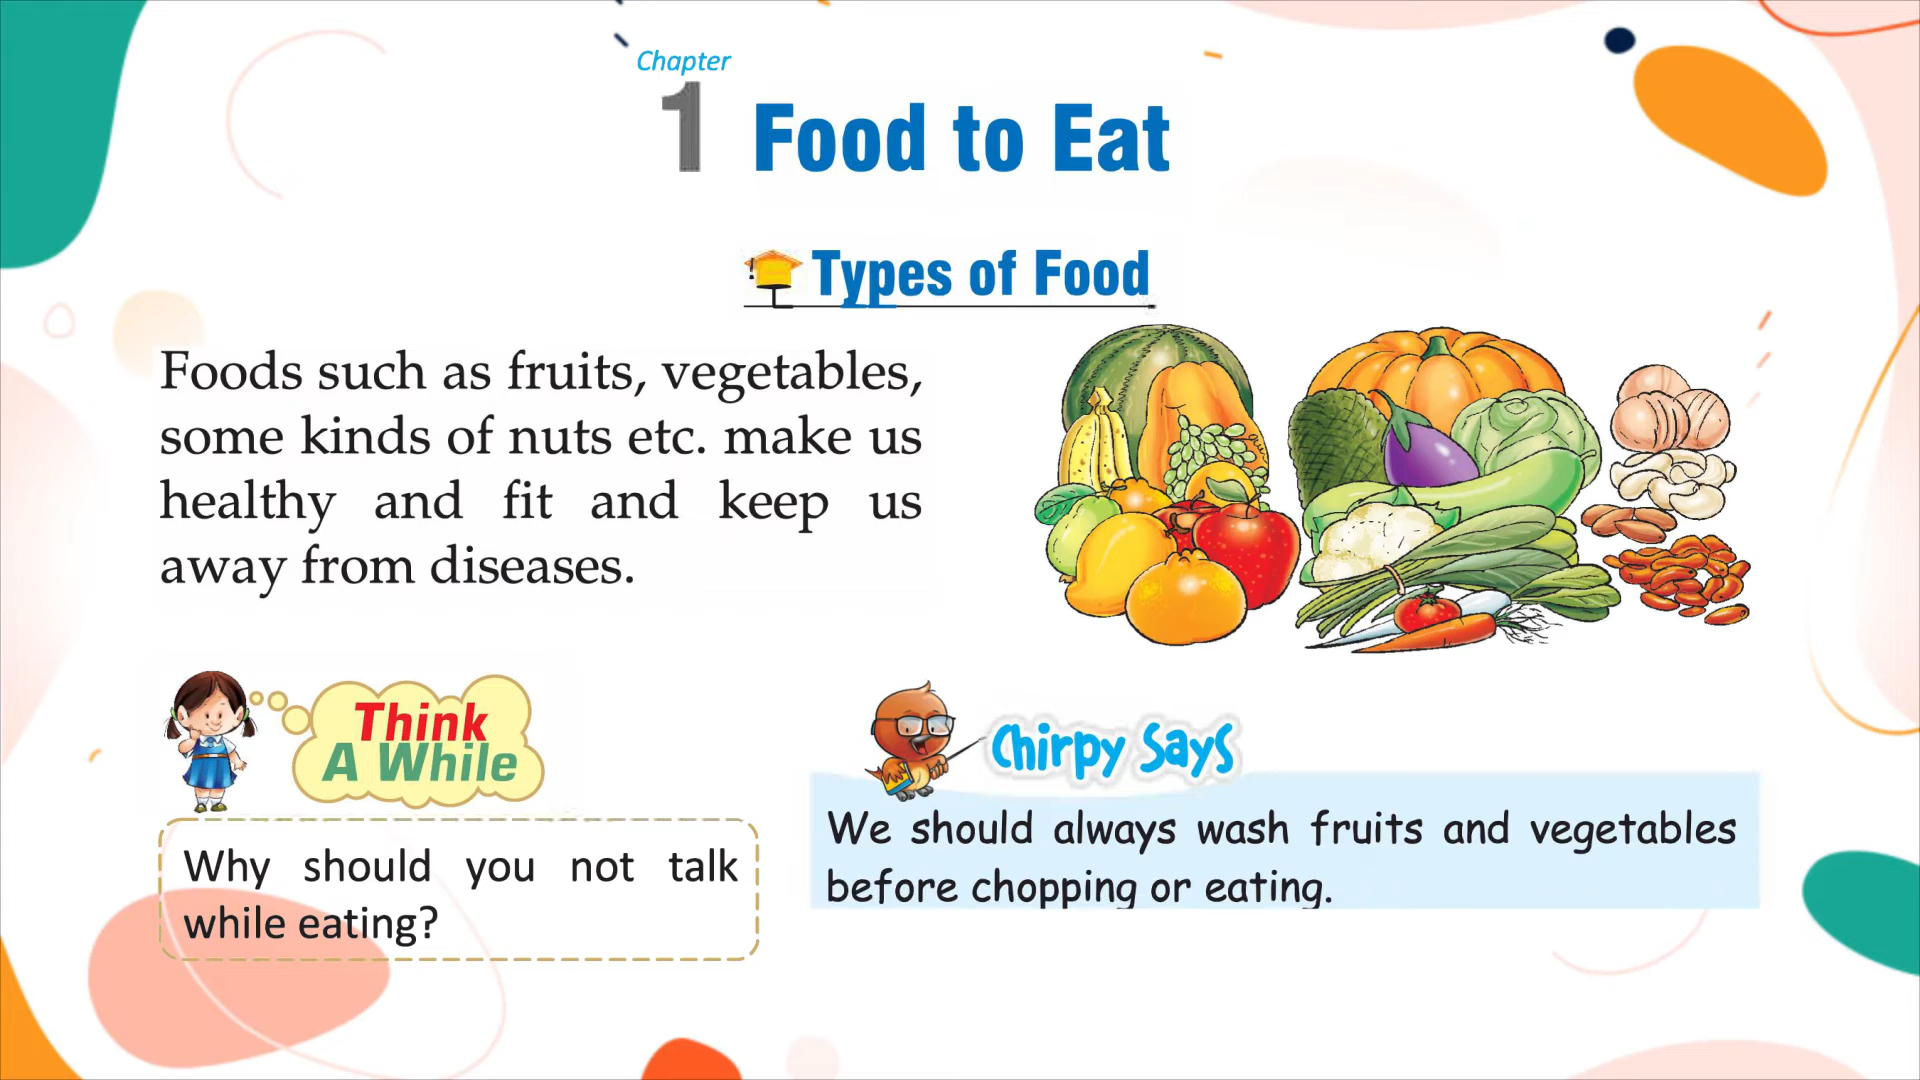 Chapter
1 Food to Eat
Types of Food
Foods such as fruits, vegetables,
some kinds of nuts etc. make us
healthy and fit and keep us
away from diseases.
Think
A While
Why should you not talk
while eating?
Chirpy Says
We should always wash fruits and vegetables
before chopping or eating.